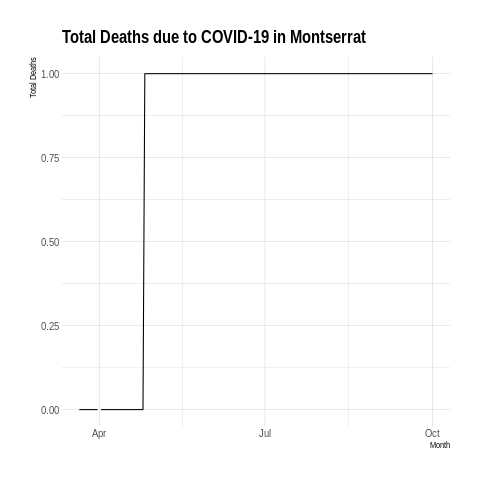 Total Deaths due to COVID-19 in Montserrat
Total Deaths
1.00
0.75
0.50
0.25
0.00
Apr Jul Oct
Month